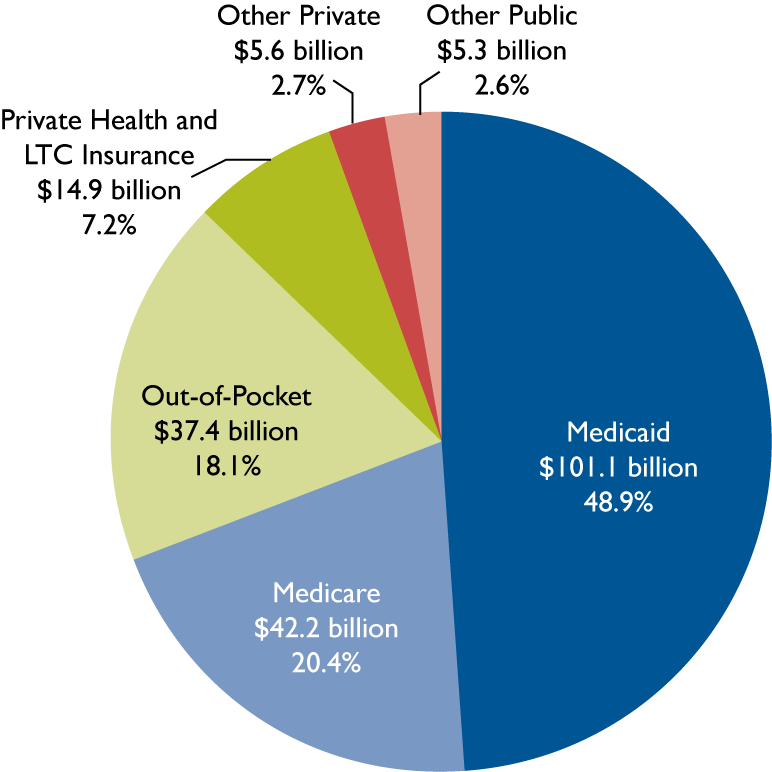 Other Private
$5.6 billion
2.7%
Other Public
$5.3 billion
2.6%
Private Health and
LTC Insurance
$14.9 billion
7.2%
Out-of-Pocket
$37.4 billion
18.1%
Medicaid
$101.1 billion
48.9%
Medicare
$42.2 billion
20.4%